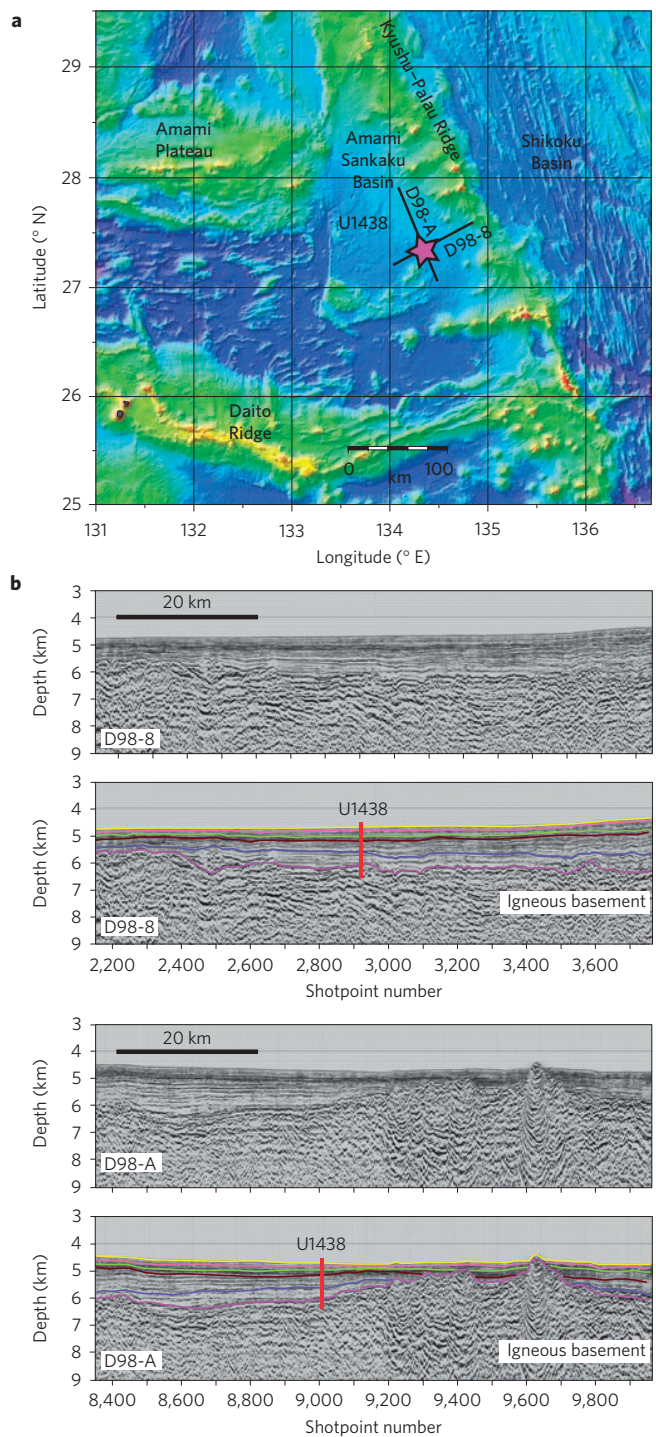 a
29
28
27
26
25
Latitude (° N)
Kyushu–Palau Ridge
Amami
Plateau
Amami
Sankaku
Basin
Shikoku
Basin
U1438
D98-A
D98-8
Daito
Ridge
0 100
km
131 132 133 134 135 136
Longitude (° E)
b
3
4
5
6
7
8
9
Depth (km)
20 km
D98-8
3
4
5
6
7
8
9
Depth (km)
U1438
Igneous basement
D98-8
2,200 2,400 2,600 2,800 3,000 3,200 3,400 3,600
Shotpoint number
3
4
5
6
7
8
9
Depth (km)
20 km
D98-A
3
4
5
6
7
8
9
Depth (km)
U1438
Igneous basement
D98-A
8,400 8,600 8,800 9,000 9,200 9,400 9,600 9,800
Shotpoint number